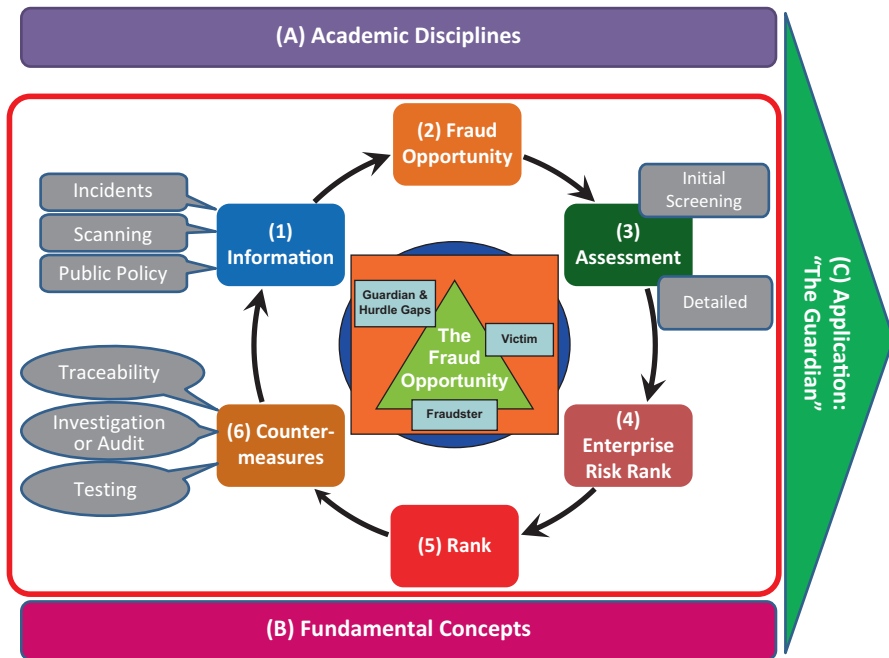 (A) Academic Disciplines
(2) Fraud
Opportunity
Incidents
Scanning
Public Policy
(1)
Information
Initial
Screening
(3)
Assessment
Detailed
Guardian &
Hurdle Gaps
Victim
The
Fraud
Opportunity
Fraudster
Traceability
Investigation
or Audit
Testing
(6) Counter-
measures
(4)
Enterprise
Risk Rank
(5) Rank
(B) Fundamental Concepts
(C) Application:
“The Guardian”